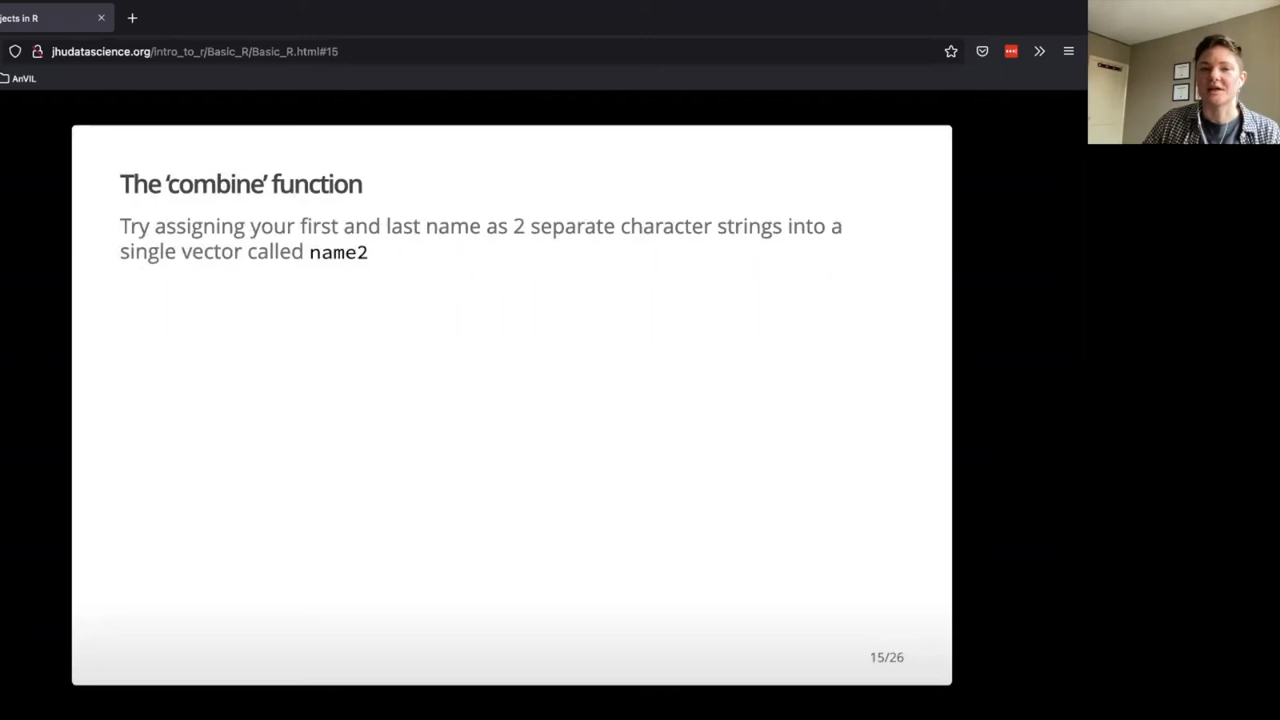 jects in R
jhudatascience.org/intro_to_r/Basic_R/Basic_R.html#15
AnVIL
The ‘combine’ function
Try assigning your first and last name as 2 separate character strings into a
single vector called name2
15/26